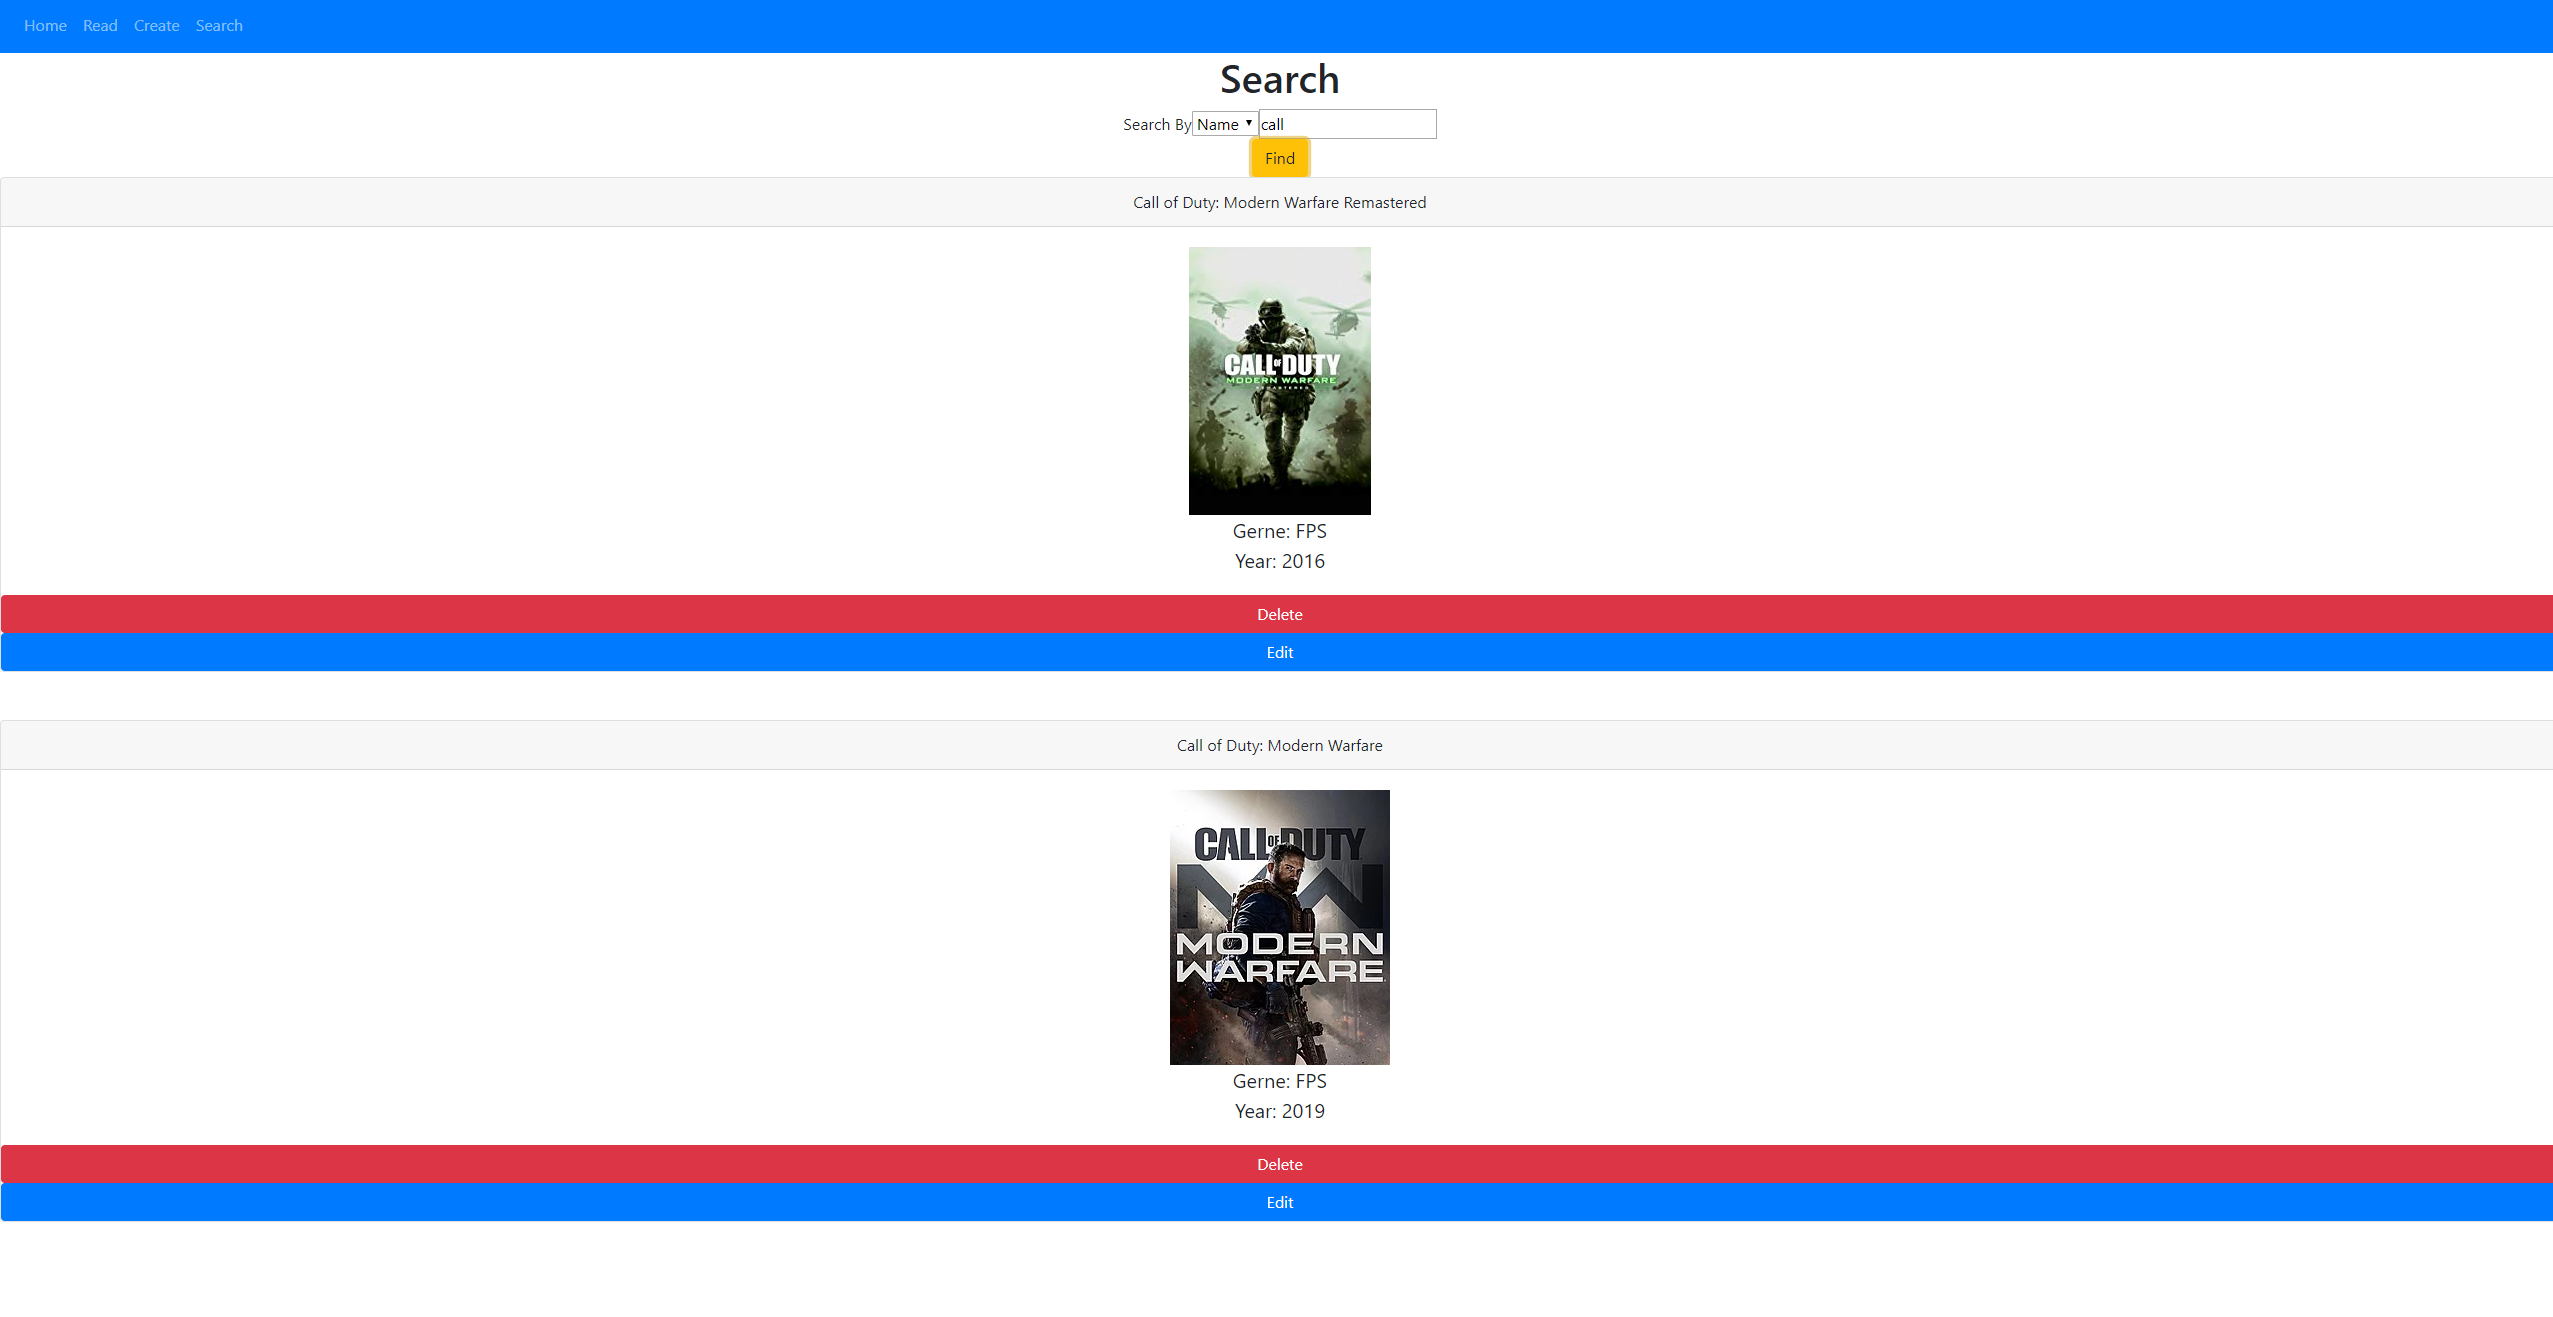 Home Read Create Search
Search
Search By Name call
Find
Call of Duty: Modern Warfare Remastered
CALL OF DUTY
MODERN WARFARE
REMASTERED
Gerne: FPS
Year: 2016
Delete
Edit
Call of Duty: Modern Warfare
CALL OF DUTY
MW
MODERN
WARFARE
Gerne: FPS
Year: 2019
Delete
Edit